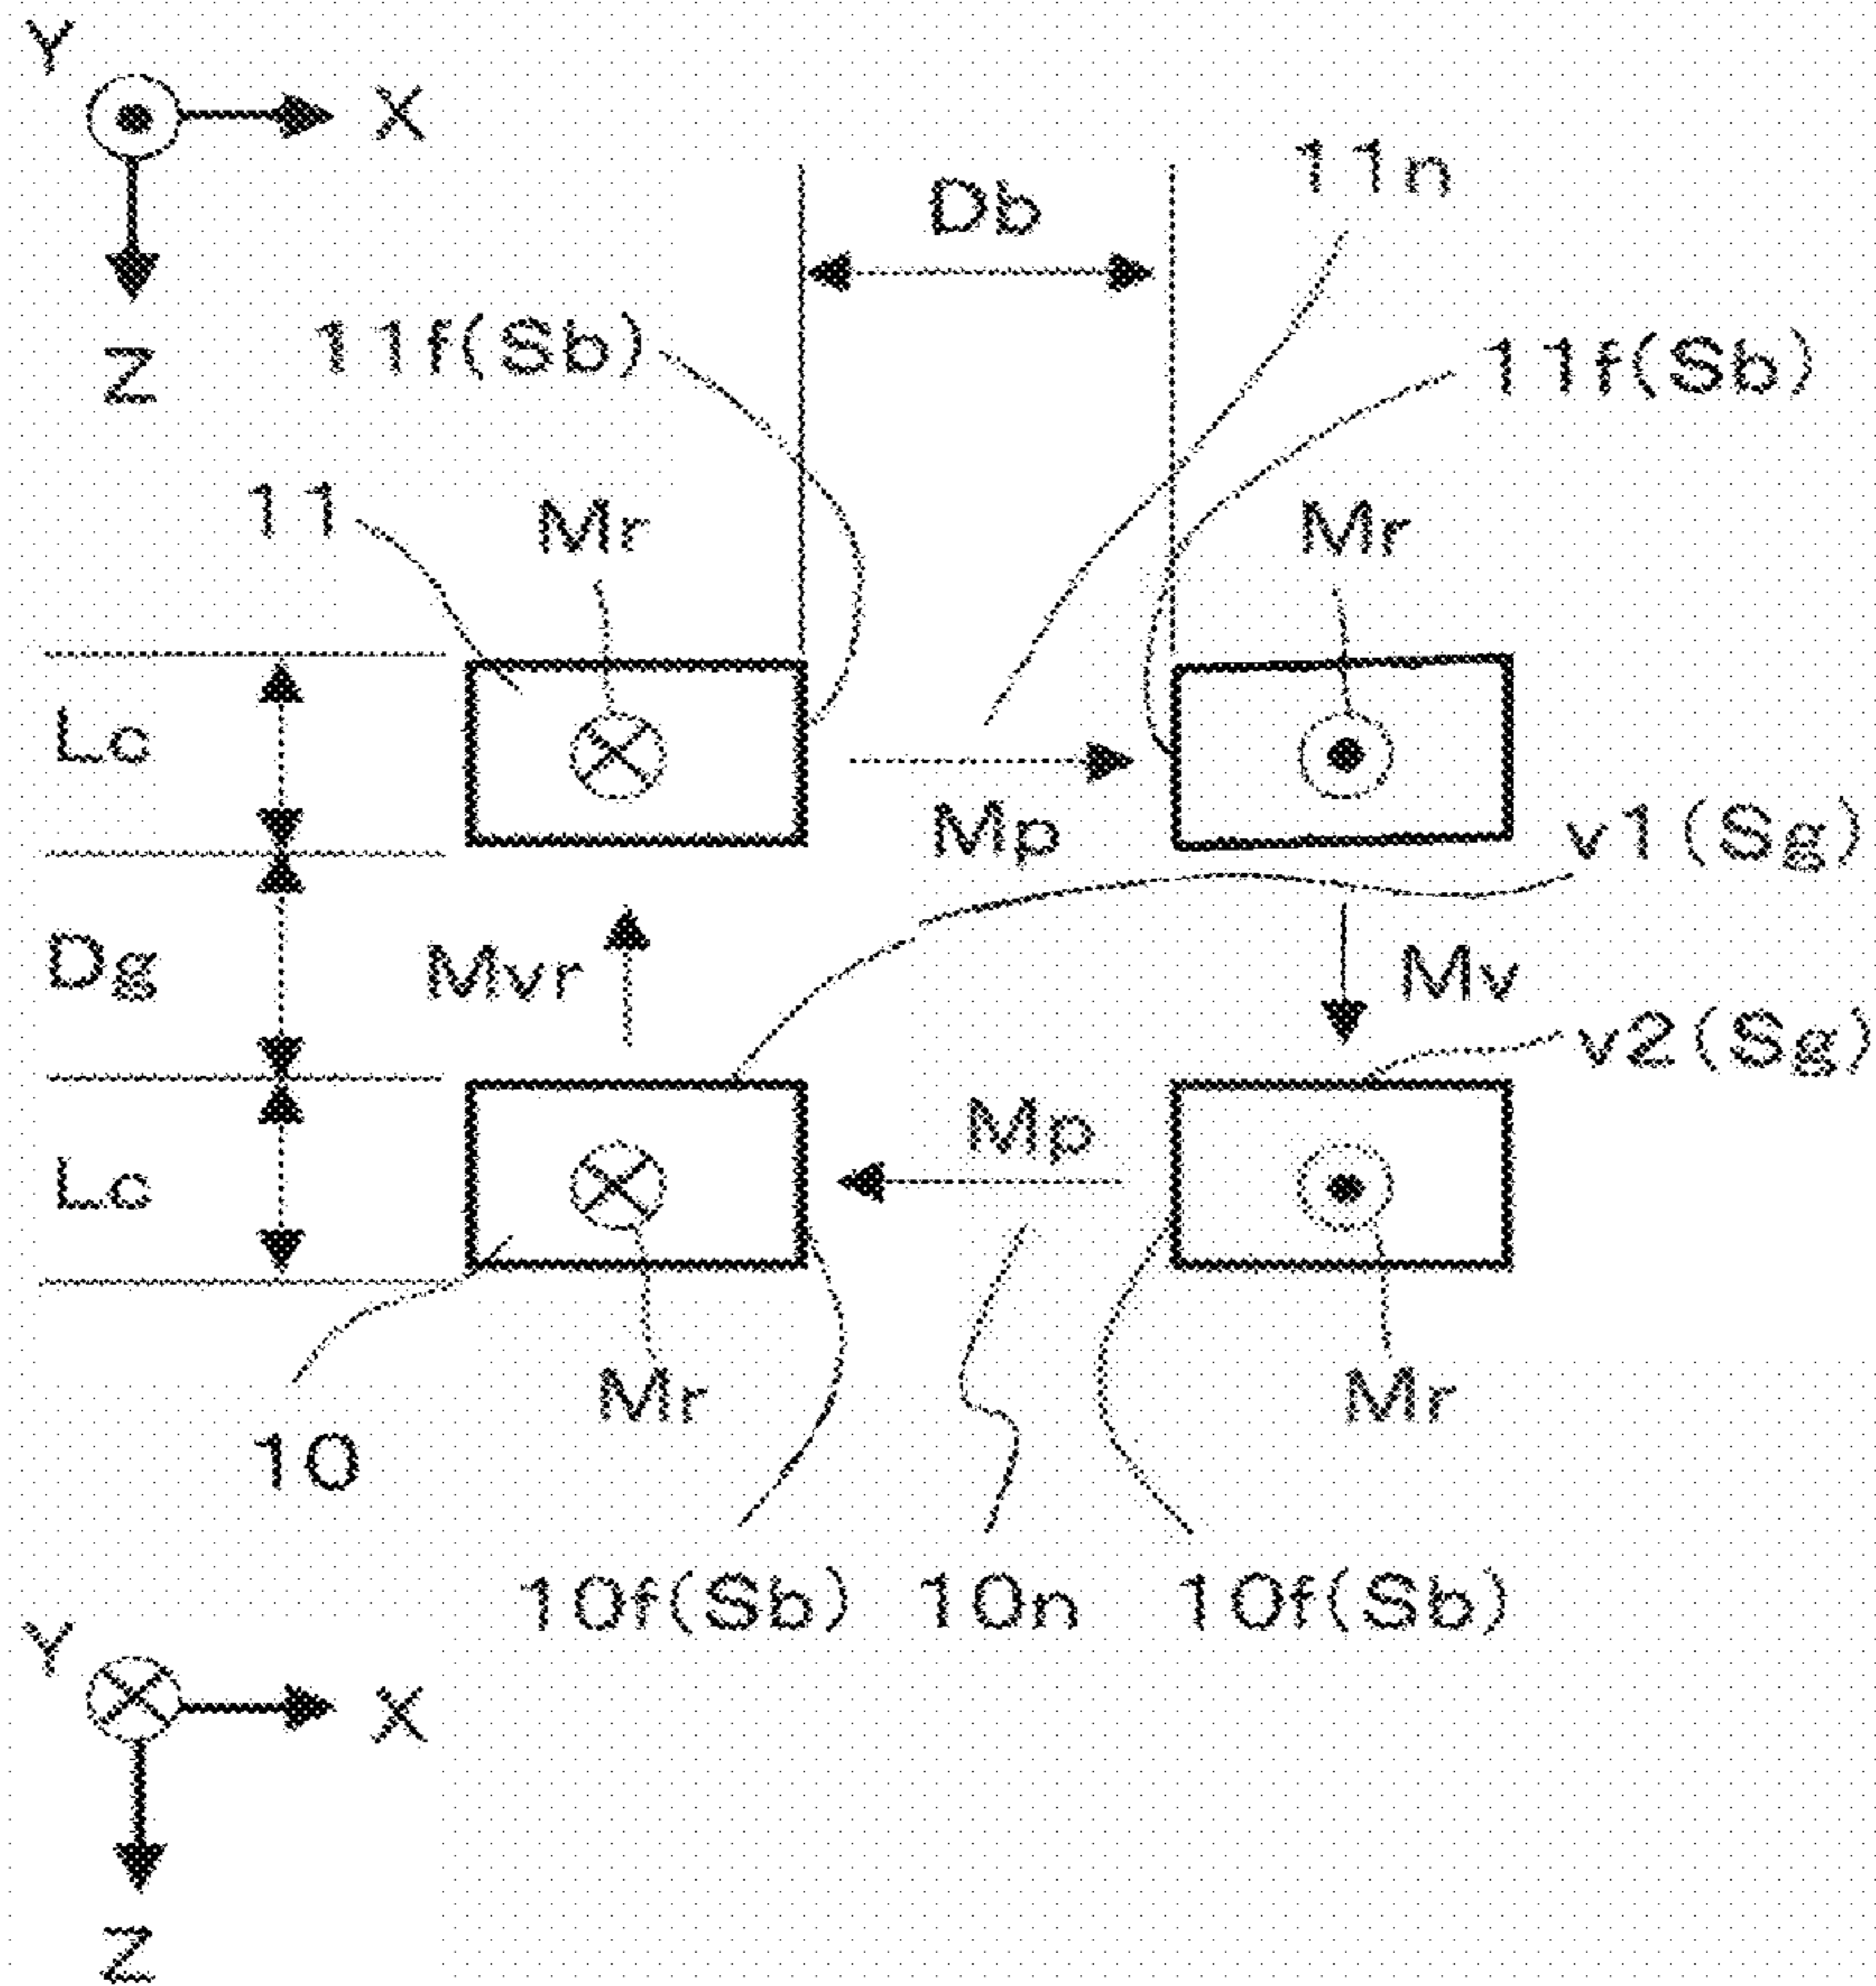 Y
X
Z
Db
11n
11f(Sb)
11f(Sb)
11
Mr
Mr
Lc
Mp
v1(Sg)
Dg
Mvr
Mv
v2(Sg)
Lc
Mp
10
Mr
Mr
10f(Sb)
10n
10f(Sb)
Y
X
Z